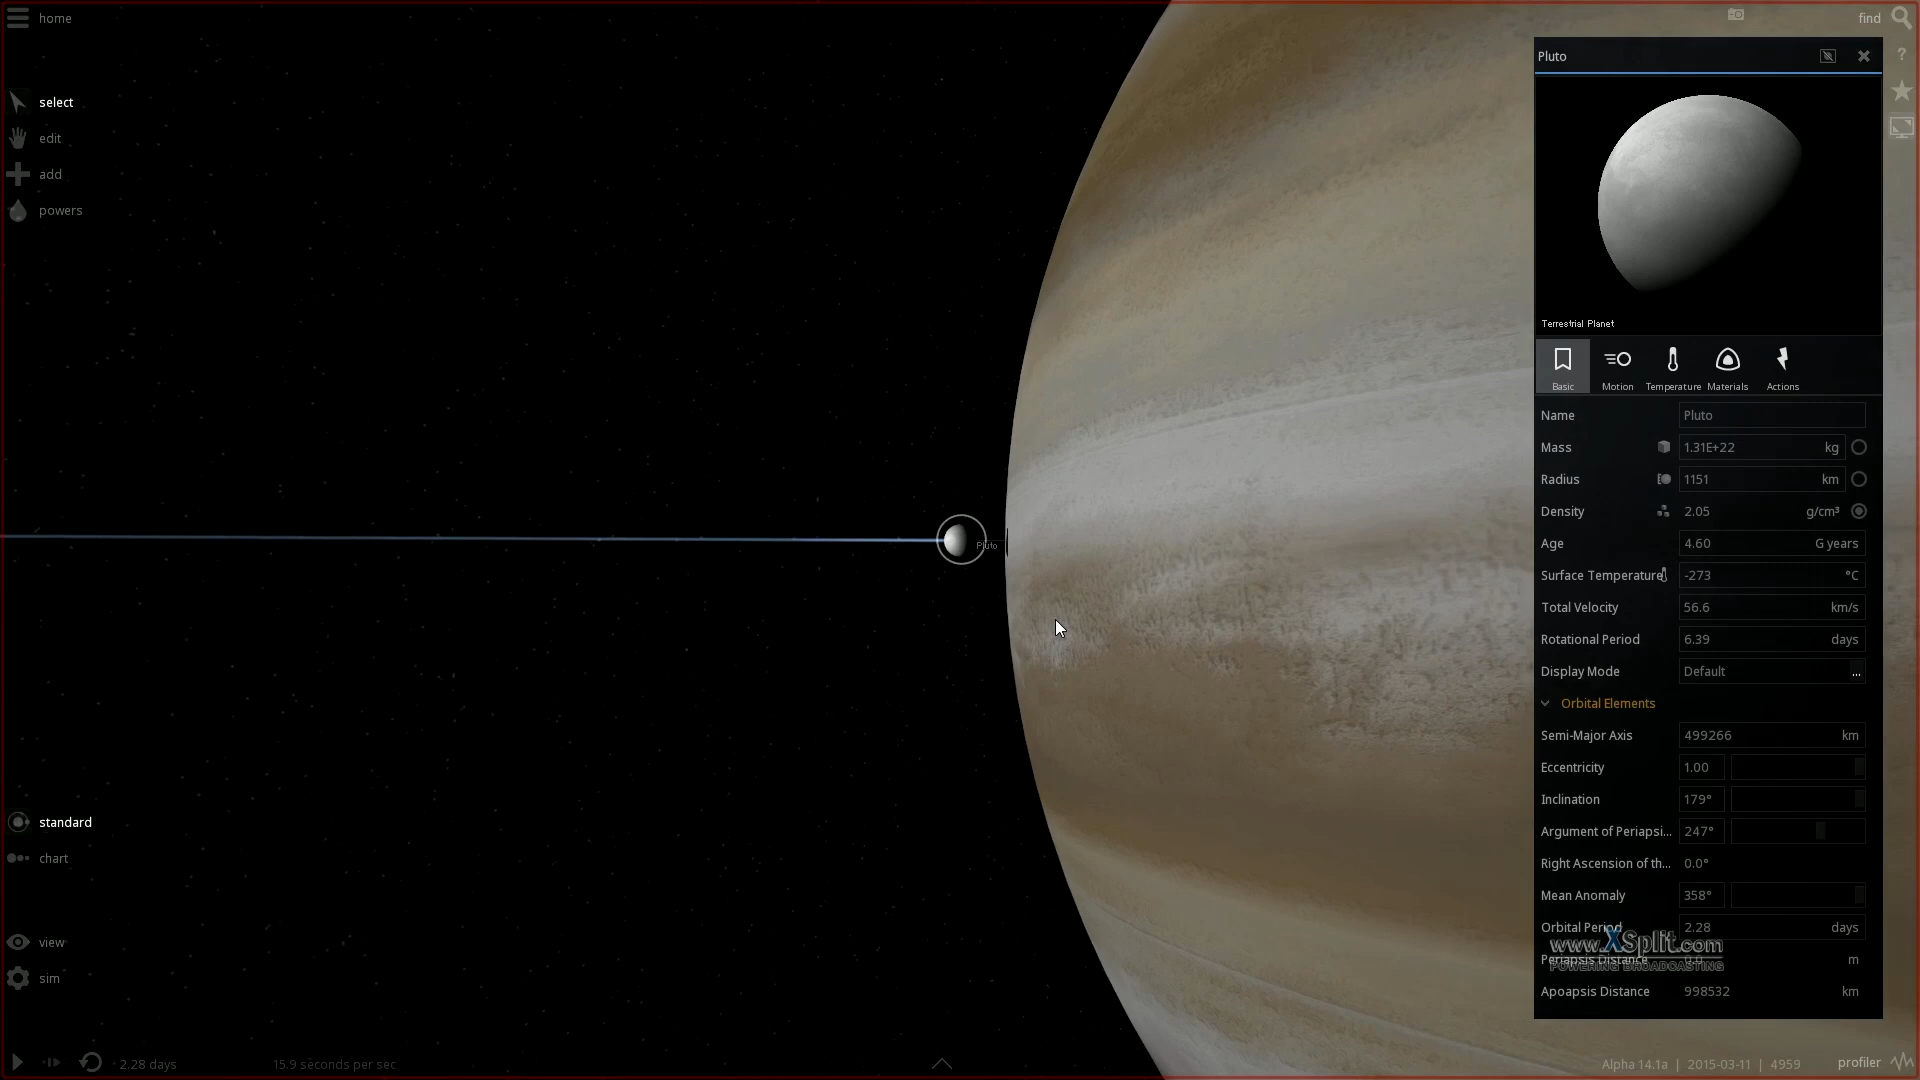 home
find
select
edit
add
powers
Pluto
standard
chart
view
sim
2.28 days
15.9 seconds per sec
Pluto
Terrestrial Planet
Basic Motion Temperature Materials Actions
Name Pluto
Mass 1.31E+22 kg
Radius 1151 km
Density 2.05 g/cm³
Age 4.60 G years
Surface Temperature -273 °C
Total Velocity 56.6 km/s
Rotational Period 6.39 days
Display Mode Default ...
Orbital Elements
Semi-Major Axis 499266 km
Eccentricity 1.00
Inclination 179°
Argument of Periapsi... 247°
Right Ascension of th... 0.0°
Mean Anomaly 358°
Orbital Period 2.28 days
www.XSplit.com
Periapsis Distance 0.0 m
POWERING BROADCASTING
Apoapsis Distance 998532 km
?
Alpha 14.1a | 2015-03-11 | 4959
profiler